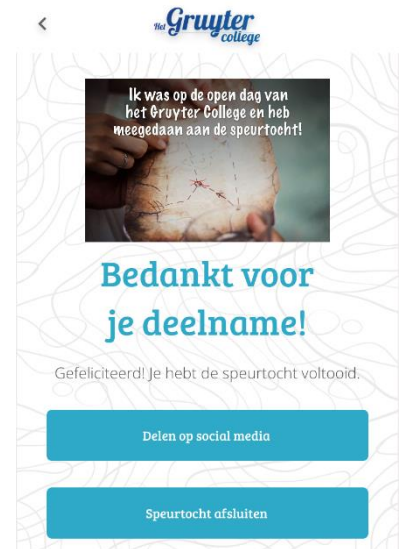 Het Gruyter
college
Ik was op de open dag van
het Gruyter College en heb
meegedaan aan de speurtocht!
Bedankt voor
je deelname!
Gefeliciteerd! Je hebt de speurtocht voltooid.
Delen op social media
Speurtocht afsluiten